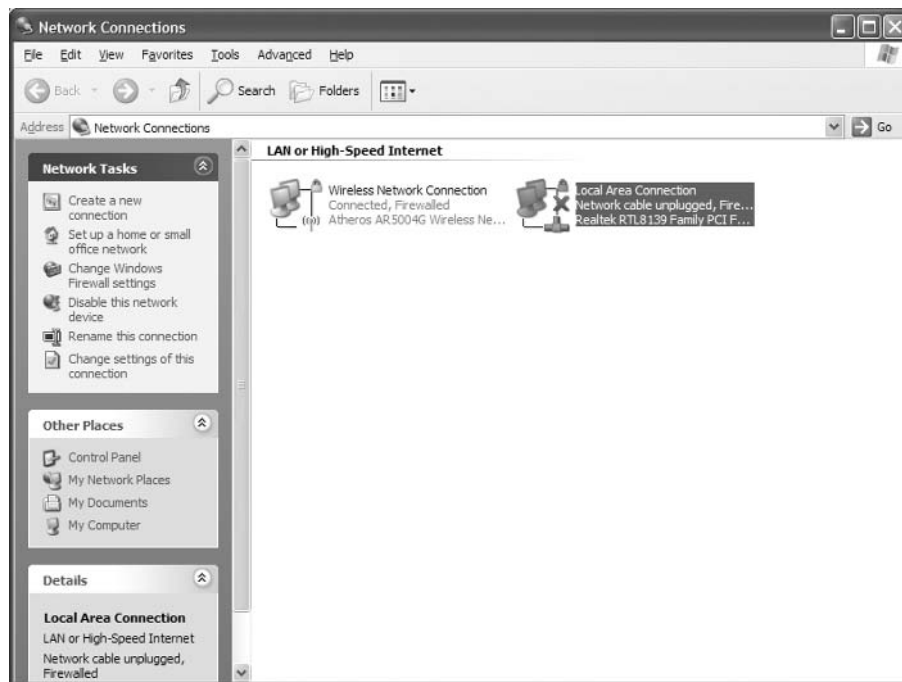 Network Connections
File Edit View Favorites Tools Advanced Help
Back Search Folders
Address Network Connections Go
Network Tasks
Create a new
connection
Set up a home or small
office network
Change Windows
Firewall settings
Disable this network
device
Rename this connection
Change settings of this
connection
Other Places
Control Panel
My Network Places
My Documents
My Computer
Details
Local Area Connection
LAN or High-Speed Internet
Network cable unplugged,
Firewalled
LAN or High-Speed Internet
Wireless Network Connection
Connected, Firewalled
Atheros AR5004G Wireless Ne...
Local Area Connection
Network cable unplugged, Fire...
Realtek RTL8139 Family PCI F...